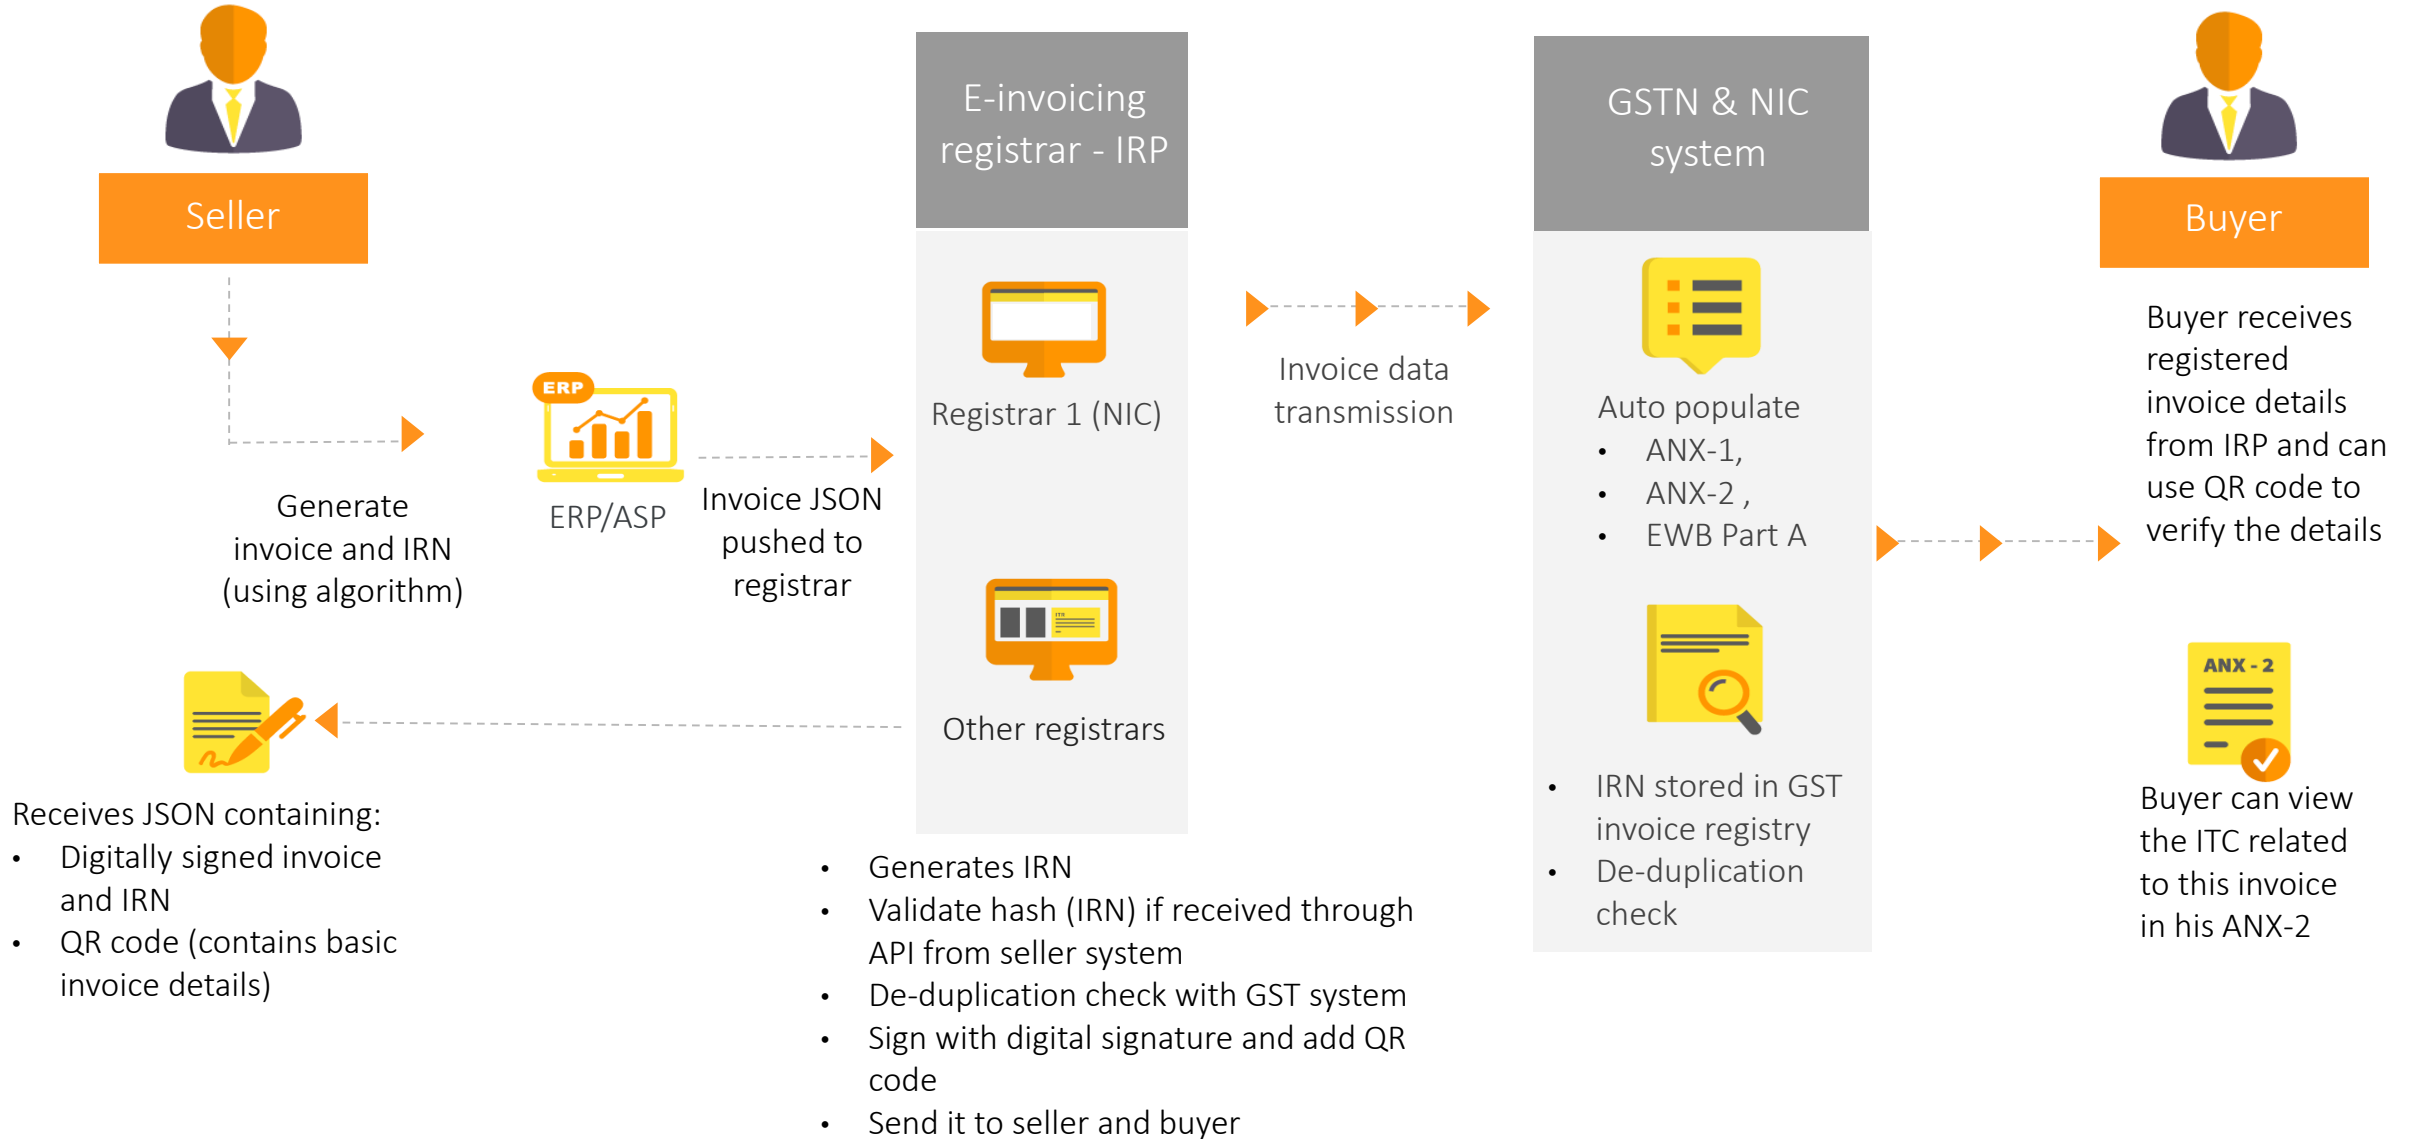 Seller
Generate
invoice and IRN
(using algorithm)
ERP
ERP/ASP
Invoice JSON
pushed to
registrar
Receives JSON containing:
• Digitally signed invoice
and IRN
• QR code (contains basic
invoice details)
E-invoicing
registrar - IRP
Registrar 1 (NIC)
ITR
Other registrars
• Generates IRN
• Validate hash (IRN) if received through
API from seller system
• De-duplication check with GST system
• Sign with digital signature and add QR
code
• Send it to seller and buyer
Invoice data
transmission
GSTN & NIC
system
Auto populate
• ANX-1,
• ANX-2 ,
• EWB Part A
• IRN stored in GST
invoice registry
• De-duplication
check
Buyer
Buyer receives
registered
invoice details
from IRP and can
use QR code to
verify the details
ANX - 2
Buyer can view
the ITC related
to this invoice
in his ANX-2